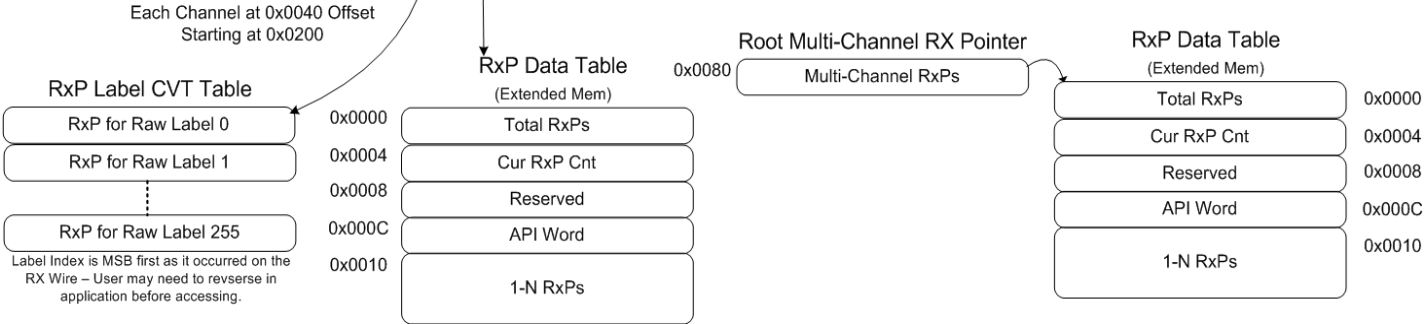 Each Channel at 0x0040 Offset
Starting at 0x0200
RxP Label CVT Table
RxP for Raw Label 0
RxP for Raw Label 1
RxP for Raw Label 255
Label Index is MSB first as it occurred on the
RX Wire – User may need to revserse in
application before accessing.
RxP Data Table
(Extended Mem)
0x0000
Total RxPs
0x0004
Cur RxP Cnt
0x0008
Reserved
0x000C
API Word
0x0010
1-N RxPs
Root Multi-Channel RX Pointer
0x0080
Multi-Channel RxPs
RxP Data Table
(Extended Mem)
Total RxPs
0x0000
Cur RxP Cnt
0x0004
Reserved
0x0008
API Word
0x000C
1-N RxPs
0x0010